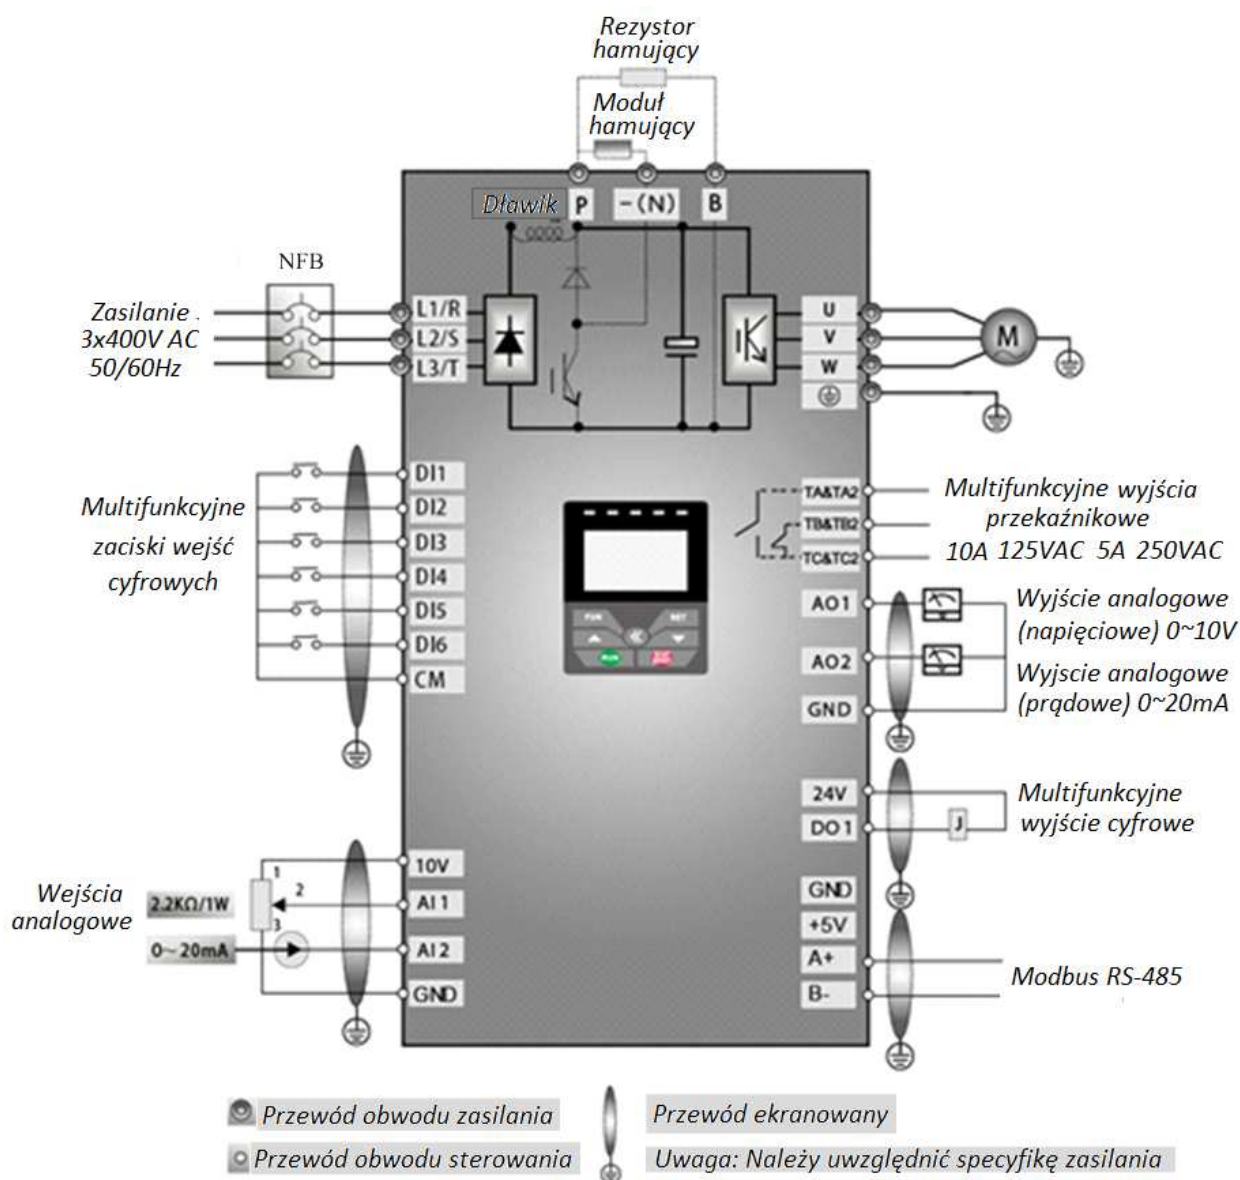 Rezystor
hamujący
Moduł
hamujący
Dławik
P
-(N)
B
NFB
Zasilanie .
3x400V AC
50/60Hz
L1/R
L2/S
L3/T
U
V
W
M
Multifunkcyjne
zaciski wejść
cyfrowych
DI1
DI2
DI3
DI4
DI5
DI6
CM
TA&TA2
TB&TB2
TC&TC2
Multifunkcyjne wyjścia
przekaźnikowe
10A 125VAC 5A 250VAC
RUN
AO1
AO2
GND
Wyjście analogowe
(napięciowe) 0~10V
Wyjscie analogowe
(prądowe) 0~20mA
24V
DO1
J
Multifunkcyjne
wyjście cyfrowe
Wejścia
analogowe
2.2KΩ/1W
0~20mA
1
2
3
10V
AI1
AI2
GND
GND
+5V
A+
B-
Modbus RS-485
Przewód obwodu zasilania
Przewód ekranowany
Przewód obwodu sterowania
Uwaga: Należy uwzględnić specyfikę zasilania